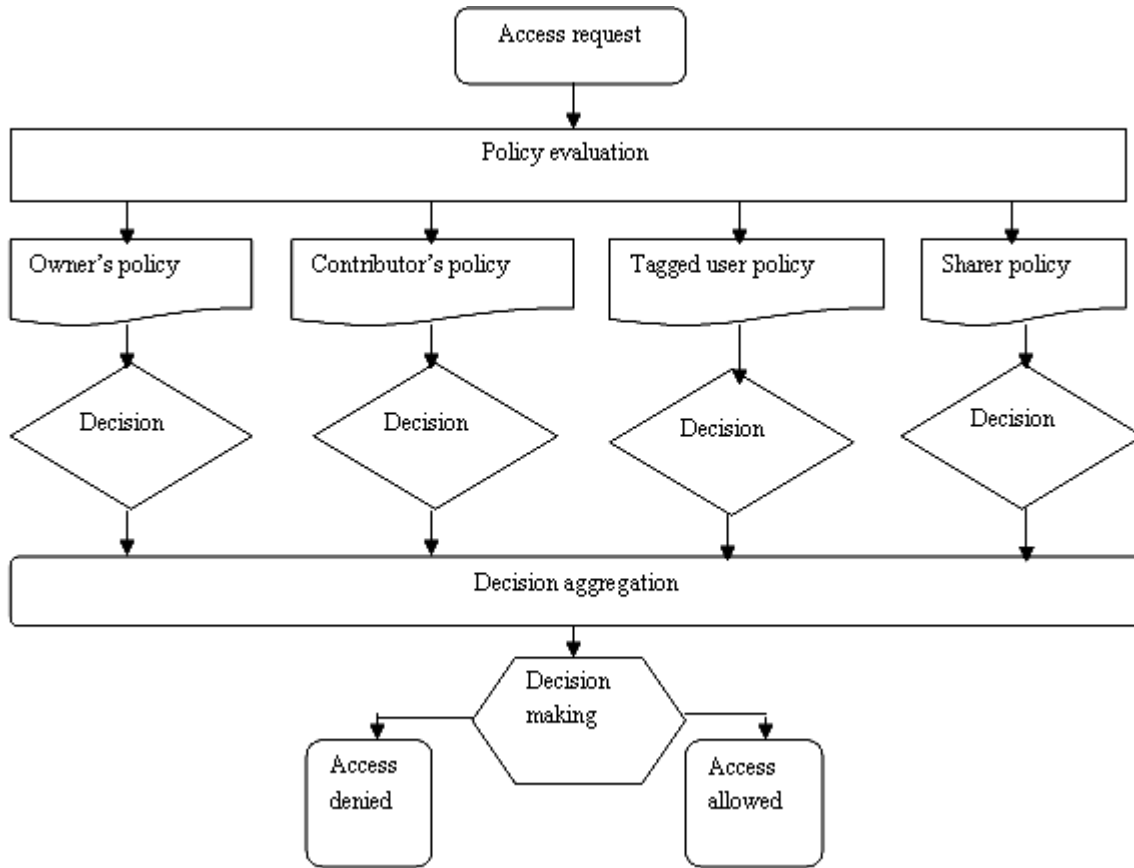 Access request
Policy evaluation
Owner's policy
Contributor's policy
Tagged user policy
Sharer policy
Decision
Decision
Decision
Decision
Decision aggregation
Decision
making
Access
denied
Access
allowed